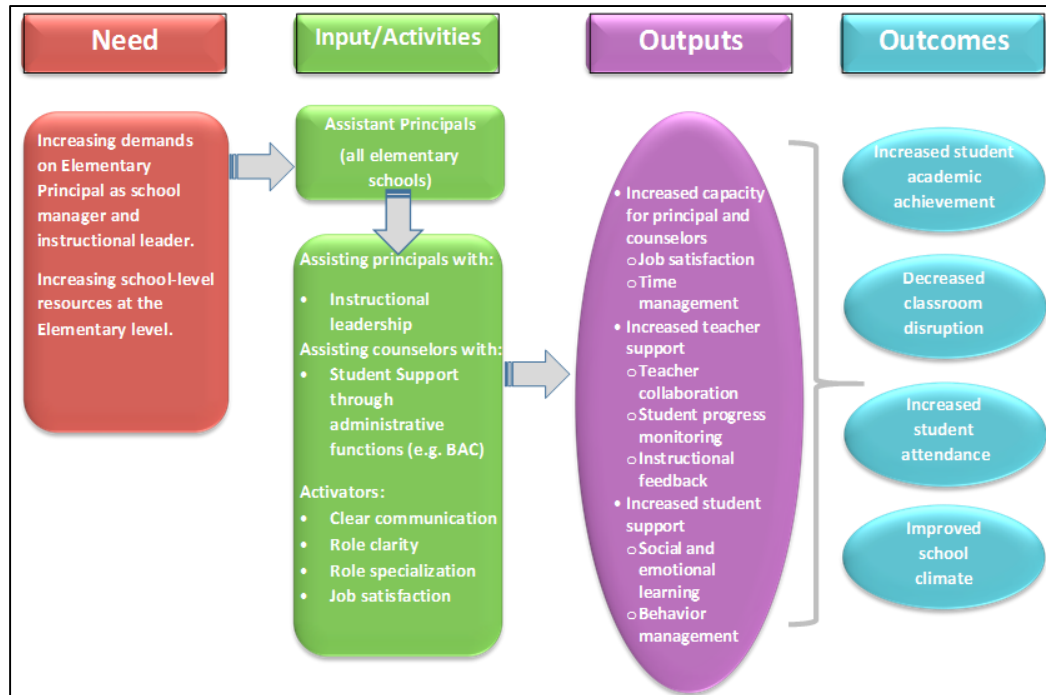 Need
Input/Activities
Outputs
Outcomes
Increasing demands
on Elementary
Principal as school
manager and
instructional leader.
Increasing school-level
resources at the
Elementary level.
Assistant Principals
(all elementary
schools)
Assisting principals with:
• Instructional
leadership
Assisting counselors with:
• Student Support
through
administrative
functions (e.g. BAC)
Activators:
• Clear communication
• Role clarity
• Role specialization
• Job satisfaction
• Increased capacity
for principal and
counselors
o Job satisfaction
o Time
management
• Increased teacher
support
o Teacher
collaboration
o Student progress
monitoring
o Instructional
feedback
• Increased student
support
o Social and
emotional
learning
o Behavior
management
Increased student
academic
achievement
Decreased
classroom
disruption
Increased
student
attendance
Improved
school
climate